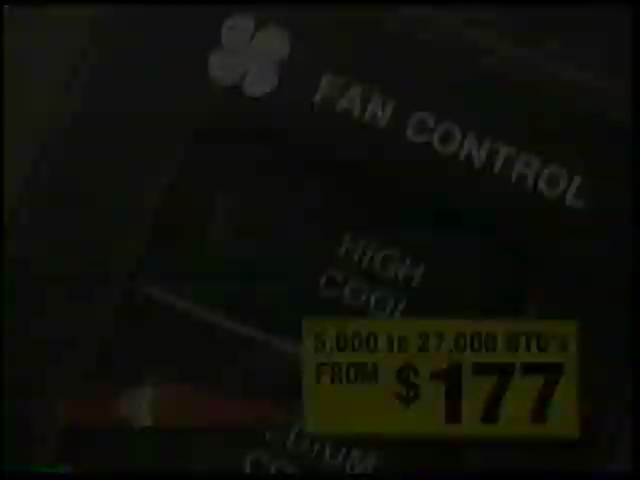 FAN CONTROL
HIGH
COOL
5,000 to 27,000 BTU's
FROM $177